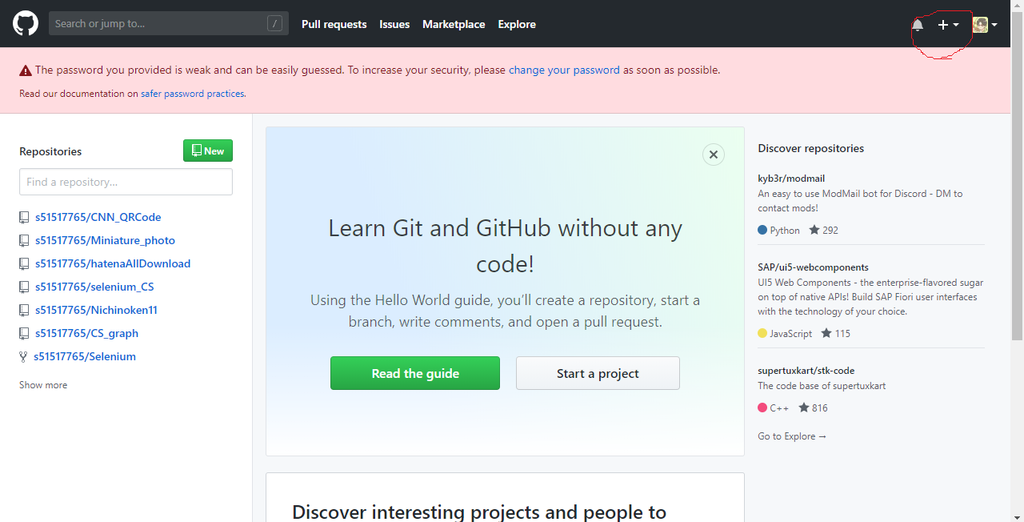 Search or jump to...
/
Pull requests
Issues
Marketplace
Explore
The password you provided is weak and can be easily guessed. To increase your security, please change your password as soon as possible.
Read our documentation on safer password practices.
Repositories
New
Find a repository...
s51517765/CNN_QRCode
s51517765/Miniature_photo
s51517765/hatenaAllDownload
s51517765/selenium_CS
s51517765/Nichinoken11
s51517765/CS_graph
s51517765/Selenium
Show more
Learn Git and GitHub without any
code!
Using the Hello World guide, you'll create a repository, start a
branch, write comments, and open a pull request.
Read the guide
Start a project
Discover interesting projects and people to
Discover repositories
kyb3r/modmail
An easy to use ModMail bot for Discord - DM to
contact mods!
Python 292
SAP/ui5-webcomponents
UI5 Web Components - the enterprise-flavored sugar
on top of native APIs! Build SAP Fiori user interfaces
with the technology of your choice.
JavaScript 115
supertuxkart/stk-code
The code base of supertuxkart
C++ 816
Go to Explore →